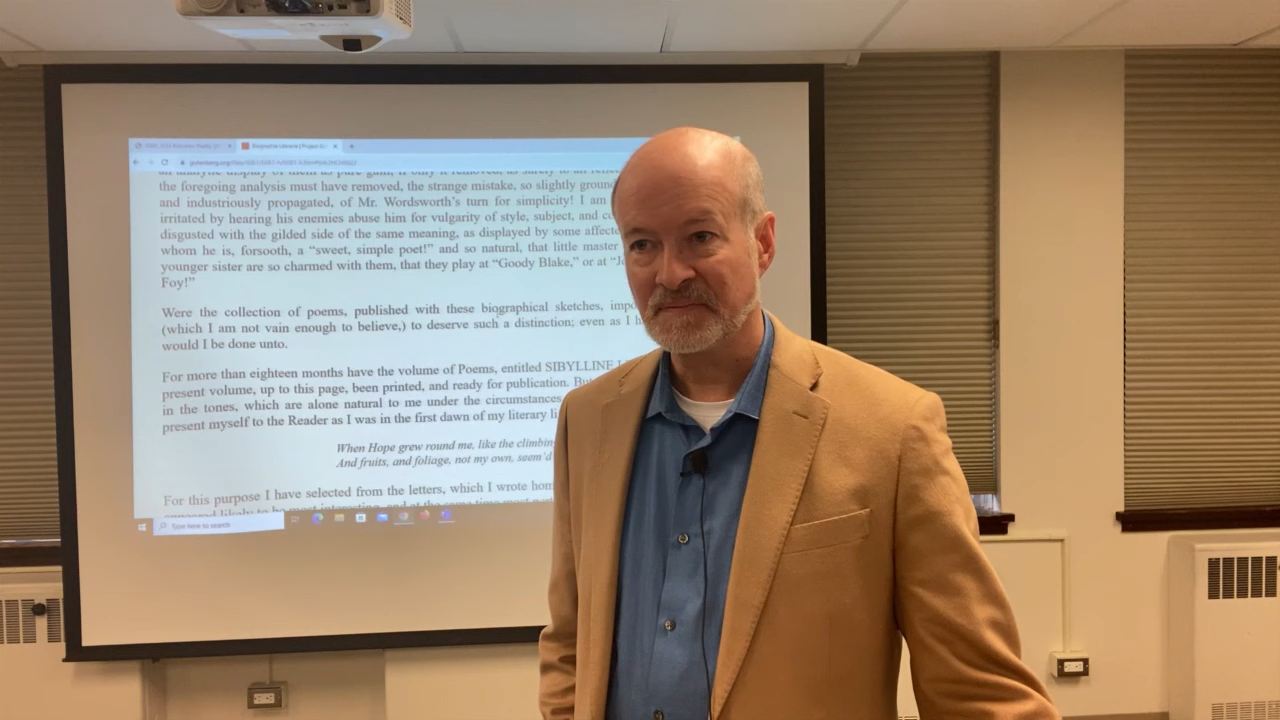 Biographia Literaria | Project Gu
the foregoing analysis must have removed, the strange mistake, so slightly
and industriously propagated, of Mr. Wordsworth's turn for simplicity! I am
irritated by hearing his enemies abuse him for vulgarity of style, subject, and
disgusted with the gilded side of the same meaning, as displayed by some
whom he is, forsooth, a “sweet, simple poet!” and so natural, that little master
younger sister are so charmed with them, that they play at “Goody Blake,” or at
Foy!”
Were the collection of poems, published with these biographical sketches,
(which I am not vain enough to believe,) to deserve such a distinction; even as I
would I be done unto.
For more than eighteen months have the volume of Poems, entitled SIBYLLINE
present volume, up to this page, been printed, and ready for publication.
in the tones, which are alone natural to me under the circumstances
present myself to the Reader as I was in the first dawn of my literary
When Hope grew round me, like the
And fruits, and foliage, not my own, seem'd
For this purpose I have selected from the letters, which I wrote
Type here to search